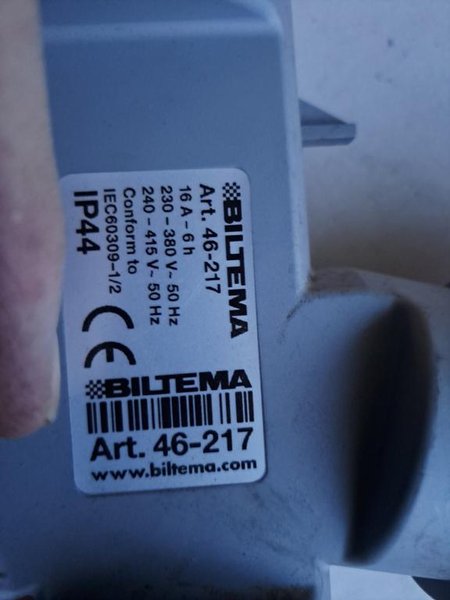 BILTEMA
Art. 46-217
16 A - 6 h
230 - 380 V~ 50 Hz
240 - 415 V~ 50 Hz
Conform to
IEC60309-1/2
IP44
CE
BILTEMA
Art. 46-217
www.biltema.com